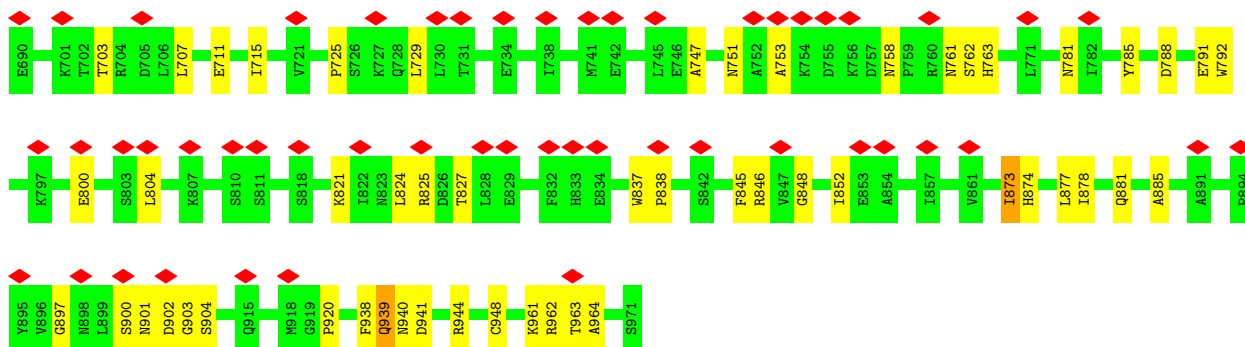 E690 K701 T702 T703 R704 D705 L706 L707 E711 I715 V721 P725 S726 K727 Q728 L729 L730 T731 E734 I738 M741 E742 L745 E746 A747 N751 A752 A753 K754 D755 K756 D757 N758 P759 R760 N761 S762 H763 L771 N781 I782 Y785 D788 E791 W792
K797 E800 S803 L804 K807 S810 S811 S818 K821 I822 N823 L824 R825 D826 T827 L828 E829 F832 H833 E834 W837 P838 S842 F845 R846 V847 G848 I852 E853 A854 I857 V861 I873 H874 L877 I878 Q881 A885 A891 P894
Y895 V896 G897 N898 L899 S900 N901 D902 G903 S904 Q915 M918 G919 P920 F938 Q939 N940 D941 R944 C948 K961 R962 T963 A964 S971